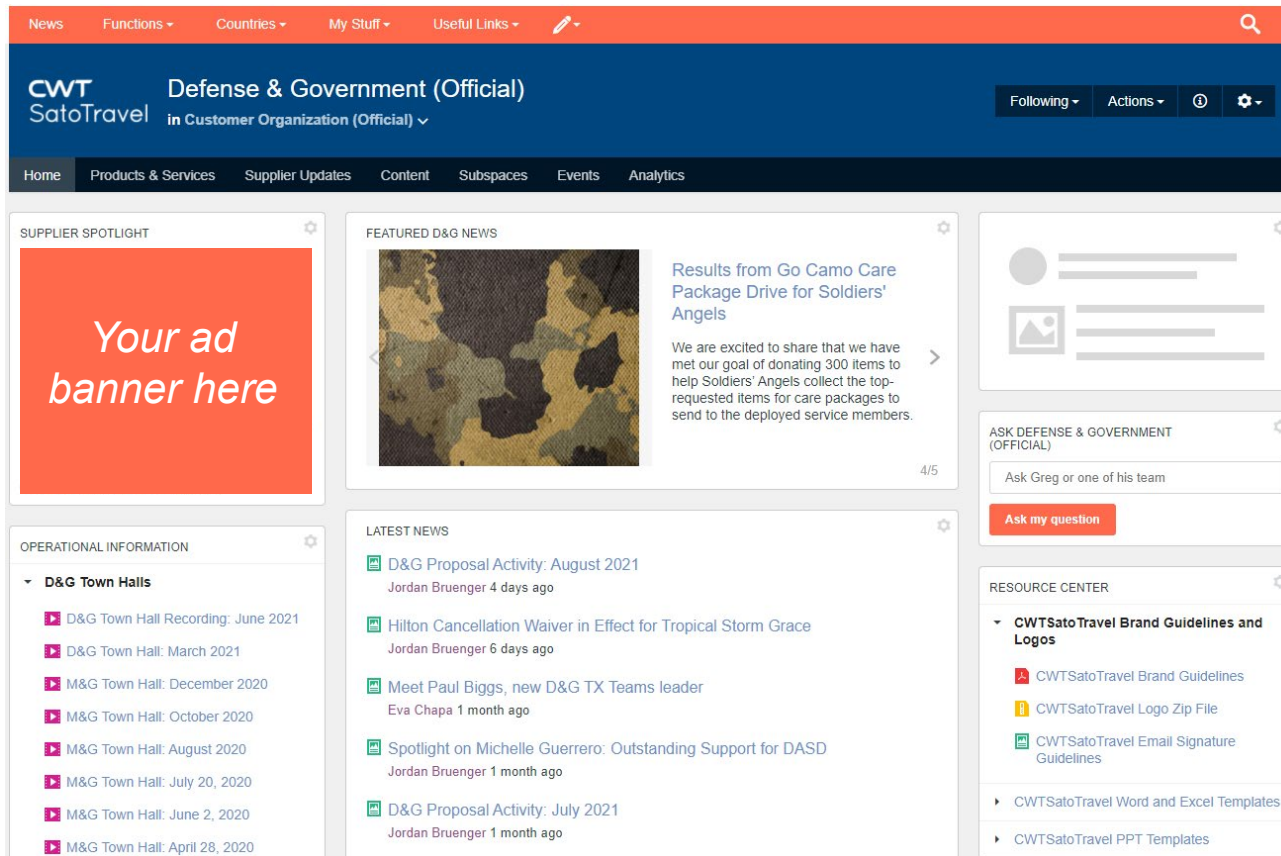 News Functions Countries My Stuff Useful Links
CWT
SatoTravel
Defense & Government (Official)
in Customer Organization (Official)
Following Actions
Home Products & Services Supplier Updates Content Subspaces Events Analytics
SUPPLIER SPOTLIGHT
Your ad
banner here
OPERATIONAL INFORMATION
D&G Town Halls
D&G Town Hall Recording: June 2021
D&G Town Hall: March 2021
M&G Town Hall: December 2020
M&G Town Hall: October 2020
M&G Town Hall: August 2020
M&G Town Hall: July 20, 2020
M&G Town Hall: June 2, 2020
M&G Town Hall: April 28, 2020
FEATURED D&G NEWS
Results from Go Camo Care
Package Drive for Soldiers'
Angels
We are excited to share that we have
met our goal of donating 300 items to
help Soldiers' Angels collect the top-
requested items for care packages to
send to the deployed service members.
4/5
LATEST NEWS
D&G Proposal Activity: August 2021
Jordan Bruenger 4 days ago
Hilton Cancellation Waiver in Effect for Tropical Storm Grace
Jordan Bruenger 6 days ago
Meet Paul Biggs, new D&G TX Teams leader
Eva Chapa 1 month ago
Spotlight on Michelle Guerrero: Outstanding Support for DASD
Jordan Bruenger 1 month ago
D&G Proposal Activity: July 2021
Jordan Bruenger 1 month ago
ASK DEFENSE & GOVERNMENT
(OFFICIAL)
Ask Greg or one of his team
Ask my question
RESOURCE CENTER
CWTSatoTravel Brand Guidelines and
Logos
CWTSatoTravel Brand Guidelines
CWTSatoTravel Logo Zip File
CWTSatoTravel Email Signature
Guidelines
CWTSatoTravel Word and Excel Templates
CWTSatoTravel PPT Templates